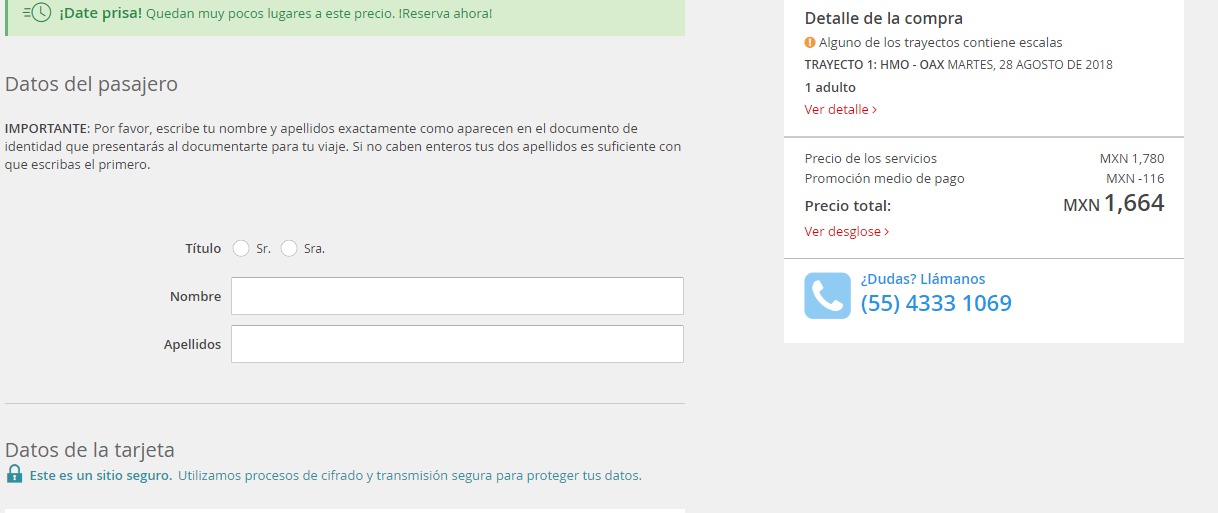 ¡Date prisa! Quedan muy pocos lugares a este precio. !Reserva ahora!
Datos del pasajero
IMPORTANTE: Por favor, escribe tu nombre y apellidos exactamente como aparecen en el documento de
identidad que presentarás al documentarte para tu viaje. Si no caben enteros tus dos apellidos es suficiente con
que escribas el primero.
Título Sr. Sra.
Nombre
Apellidos
Datos de la tarjeta
Este es un sitio seguro. Utilizamos procesos de cifrado y transmisión segura para proteger tus datos.
Detalle de la compra
Alguno de los trayectos contiene escalas
TRAYECTO 1: HMO - OAX MARTES, 28 AGOSTO DE 2018
1 adulto
Ver detalle >
Precio de los servicios MXN 1,780
Promoción medio de pago MXN -116
Precio total: MXN 1,664
Ver desglose >
¿Dudas? Llámanos
(55) 4333 1069